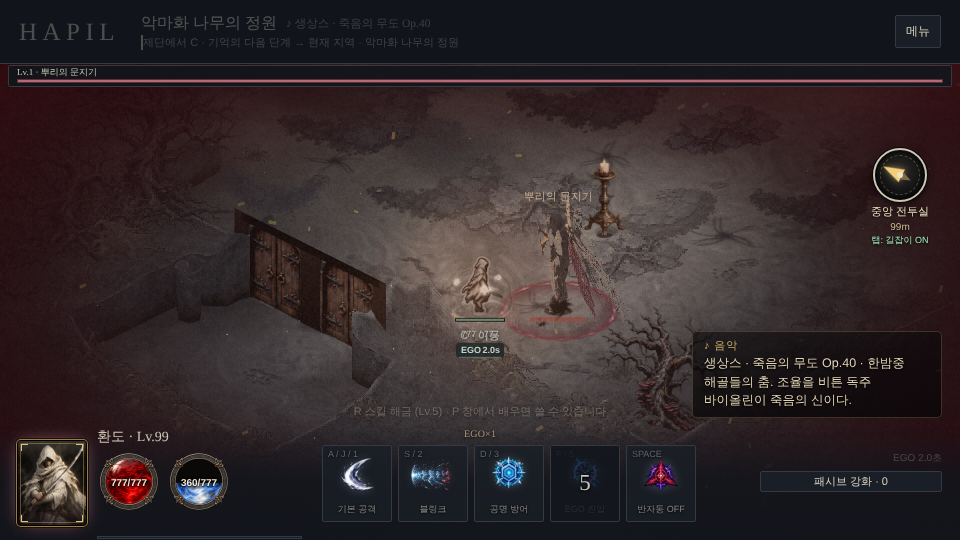 HAPIL
악마화 나무의 정원 ♪ 생상스 · 죽음의 무도 Op.40
제단에서 C · 기억의 다음 단계 → 현재 지역 · 악마화 나무의 정원
메뉴
Lv.1 · 뿌리의 문지기
뿌리의 문지기
중앙 전투실
99m
탭: 길잡이 ON
EGO 2.0s
♪ 음악
생상스 · 죽음의 무도 Op.40 · 한밤중
해골들의 춤. 조율을 비튼 독주
바이올린이 죽음의 신이다.
R 스킬 해금 (Lv.5) · P 창에서 배우면 쓸 수 있습니다
EGO×1
환도 · Lv.99
777/777
360/777
A / J / 1
기본 공격
S / 2
블링크
D / 3
공명 방어
5
EGO 진입
SPACE
반자동 OFF
EGO 2.0초
패시브 강화 · 0